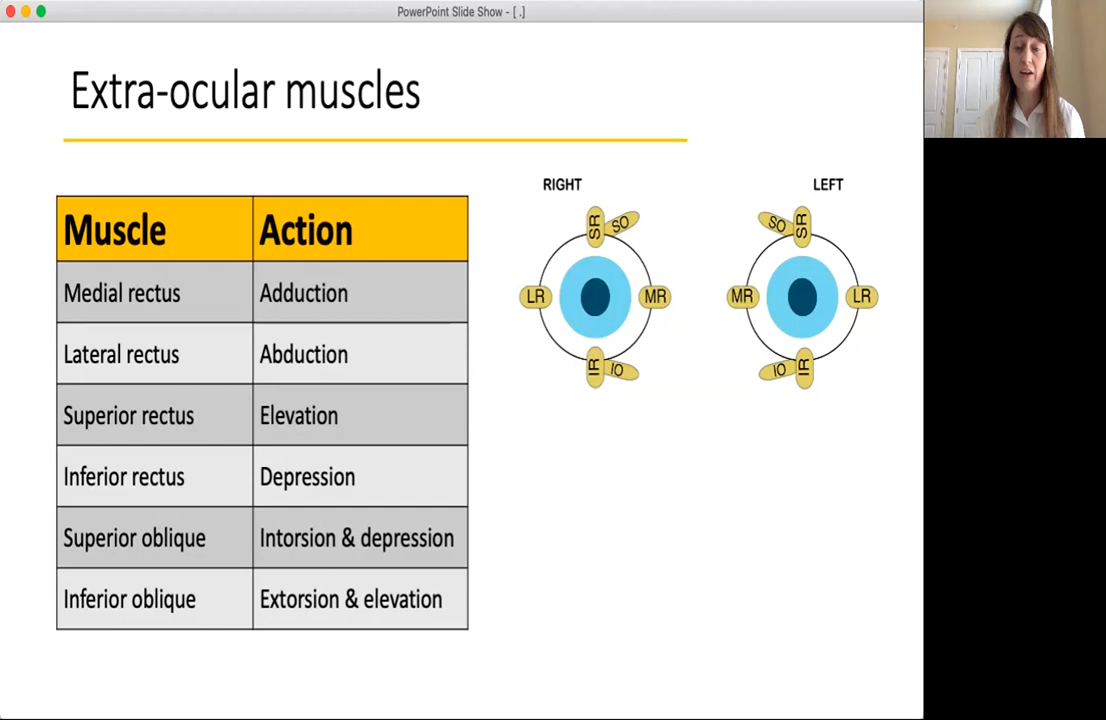 PowerPoint Slide Show - [ .]
Extra-ocular muscles
Muscle Action
Medial rectus Adduction
Lateral rectus Abduction
Superior rectus Elevation
Inferior rectus Depression
Superior oblique Intorsion & depression
Inferior oblique Extorsion & elevation
RIGHT LEFT
SR SO SO SR
LR MR MR LR
IR IO IO IR